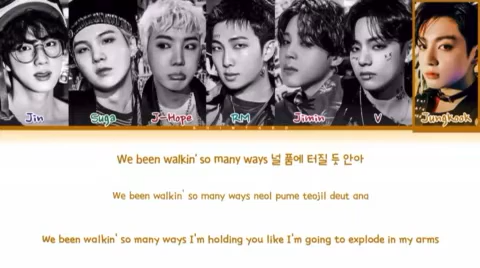 Jin Suga J-Hope RM Jimin V Jungkook
We been walkin' so many ways 널 품에 터질 듯 안아
We been walkin' so many ways neol pume teojil deut ana
We been walkin' so many ways I'm holding you like I'm going to explode in my arms